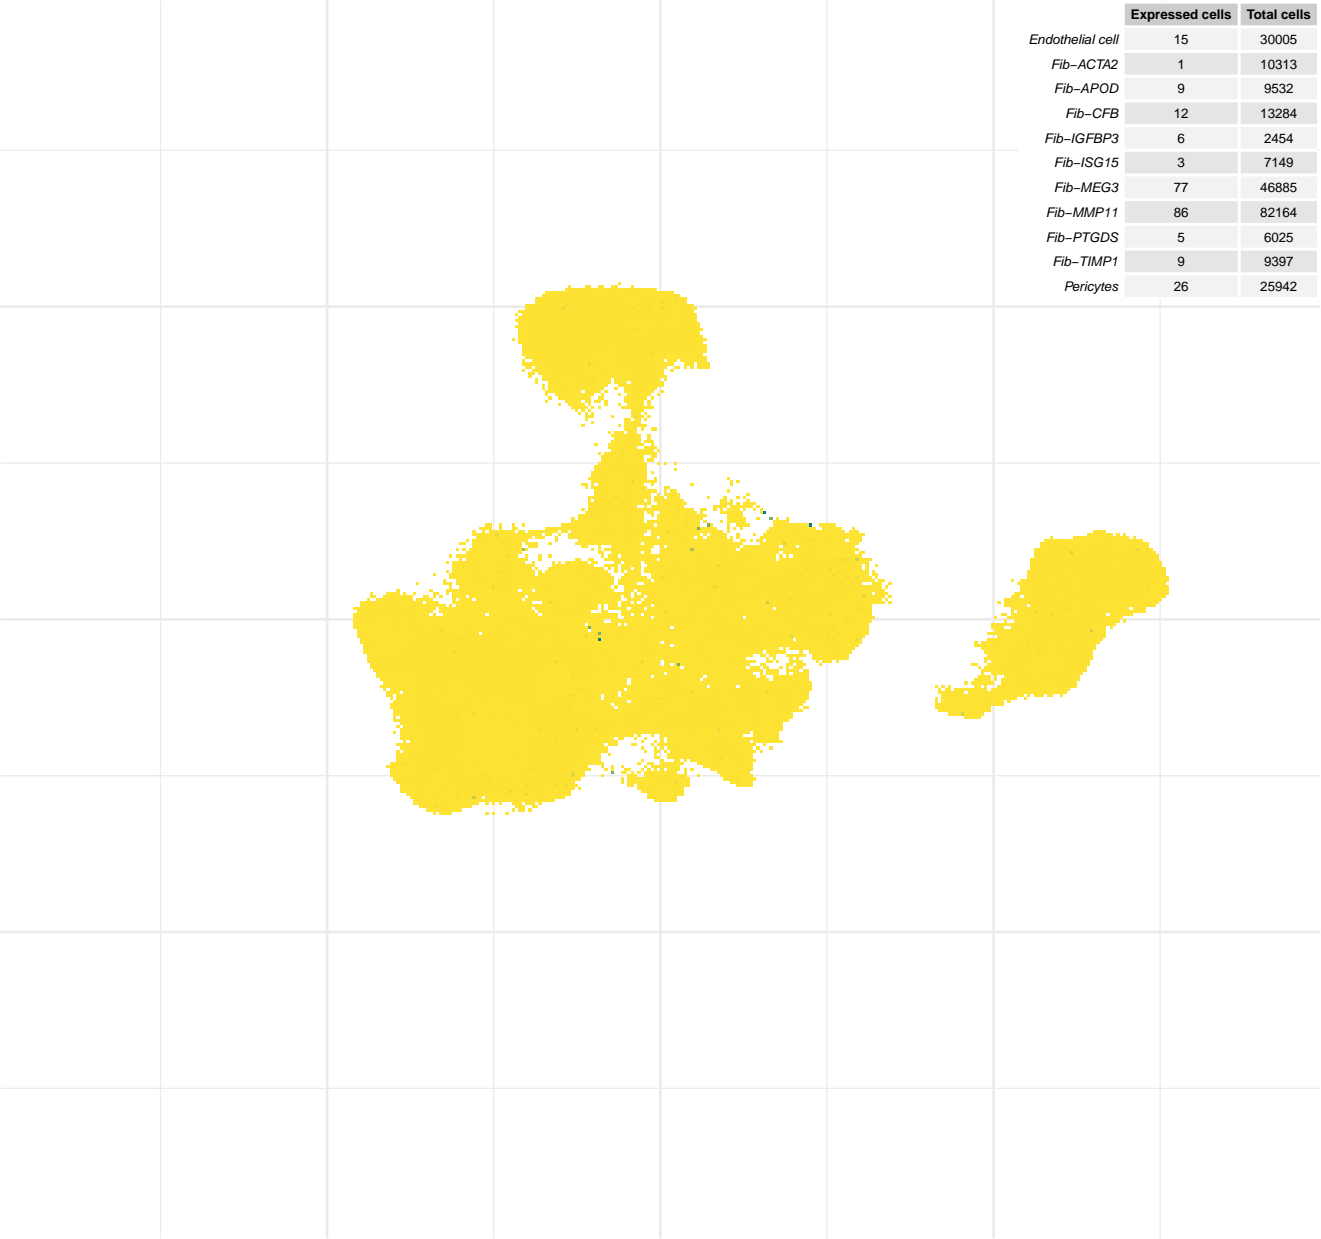 Expressed cells Total cells
Endothelial cell 15 30005
Fib−ACTA2 1 10313
Fib−APOD 9 9532
Fib−CFB 12 13284
Fib−IGFBP3 6 2454
Fib−ISG15 3 7149
Fib−MEG3 77 46885
Fib−MMP11 86 82164
Fib−PTGDS 5 6025
Fib−TIMP1 9 9397
Pericytes 26 25942